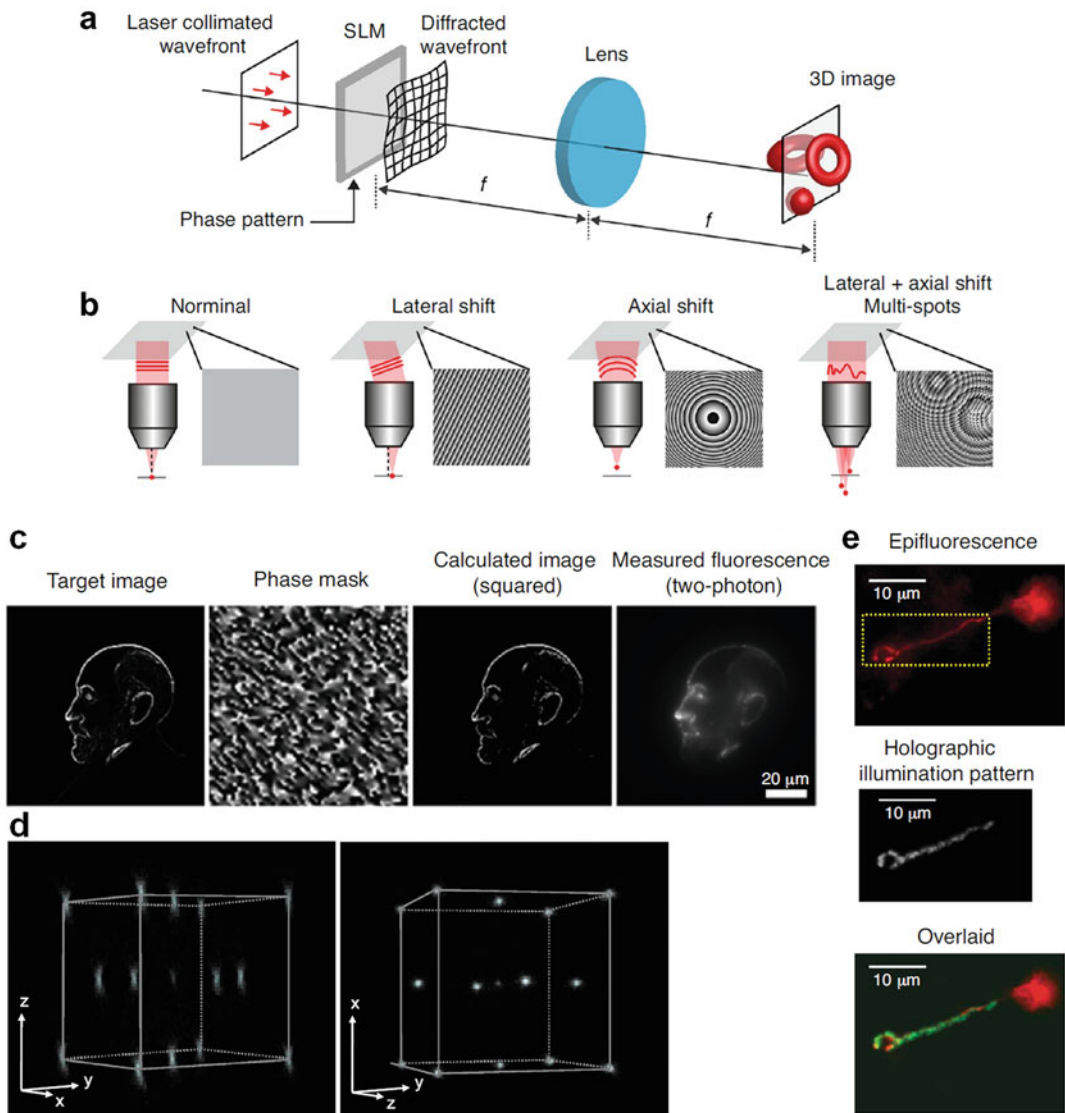 a
Laser collimated
wavefront
SLM
Diffracted
wavefront
Lens
3D image
Phase pattern
f
f
b
Norminal
Lateral shift
Axial shift
Lateral + axial shift
Multi-spots
c
Target image
Phase mask
Calculated image
(squared)
Measured fluorescence
(two-photon)
20 μm
d
z
y
x
x
y
z
e
Epifluorescence
10 μm
Holographic
illumination pattern
10 μm
Overlaid
10 μm